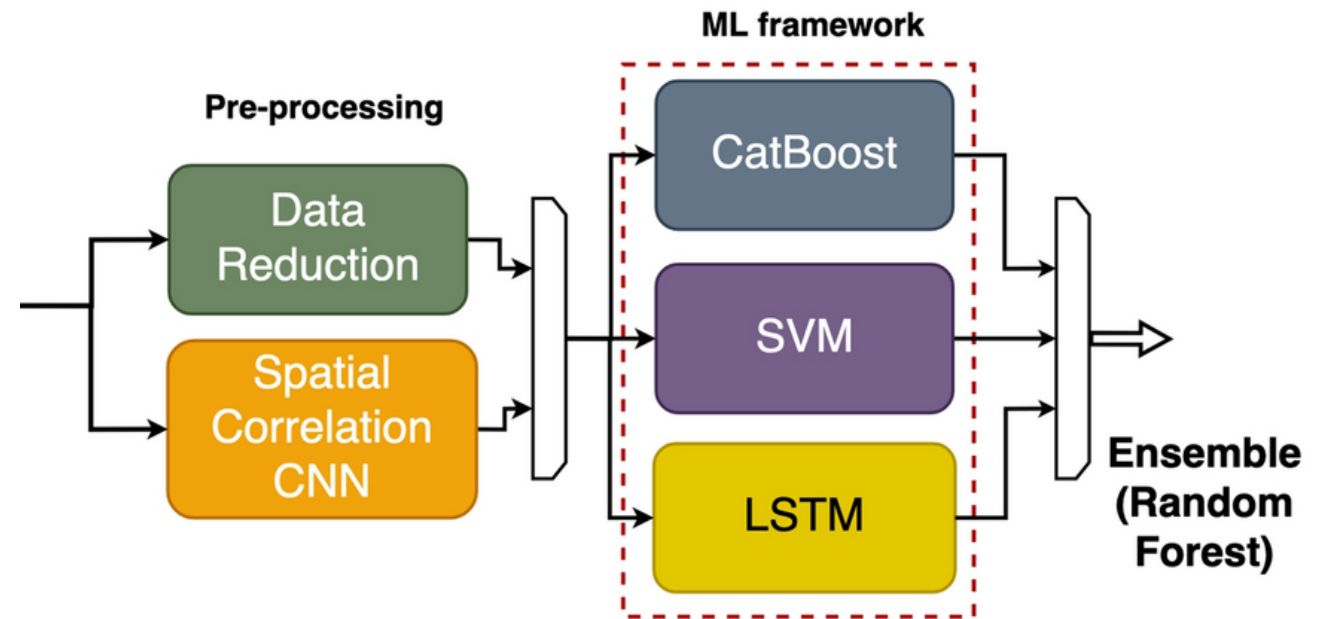 ML framework
Pre-processing
Data
Reduction
Spatial
Correlation
CNN
CatBoost
SVM
LSTM
Ensemble
(Random
Forest)